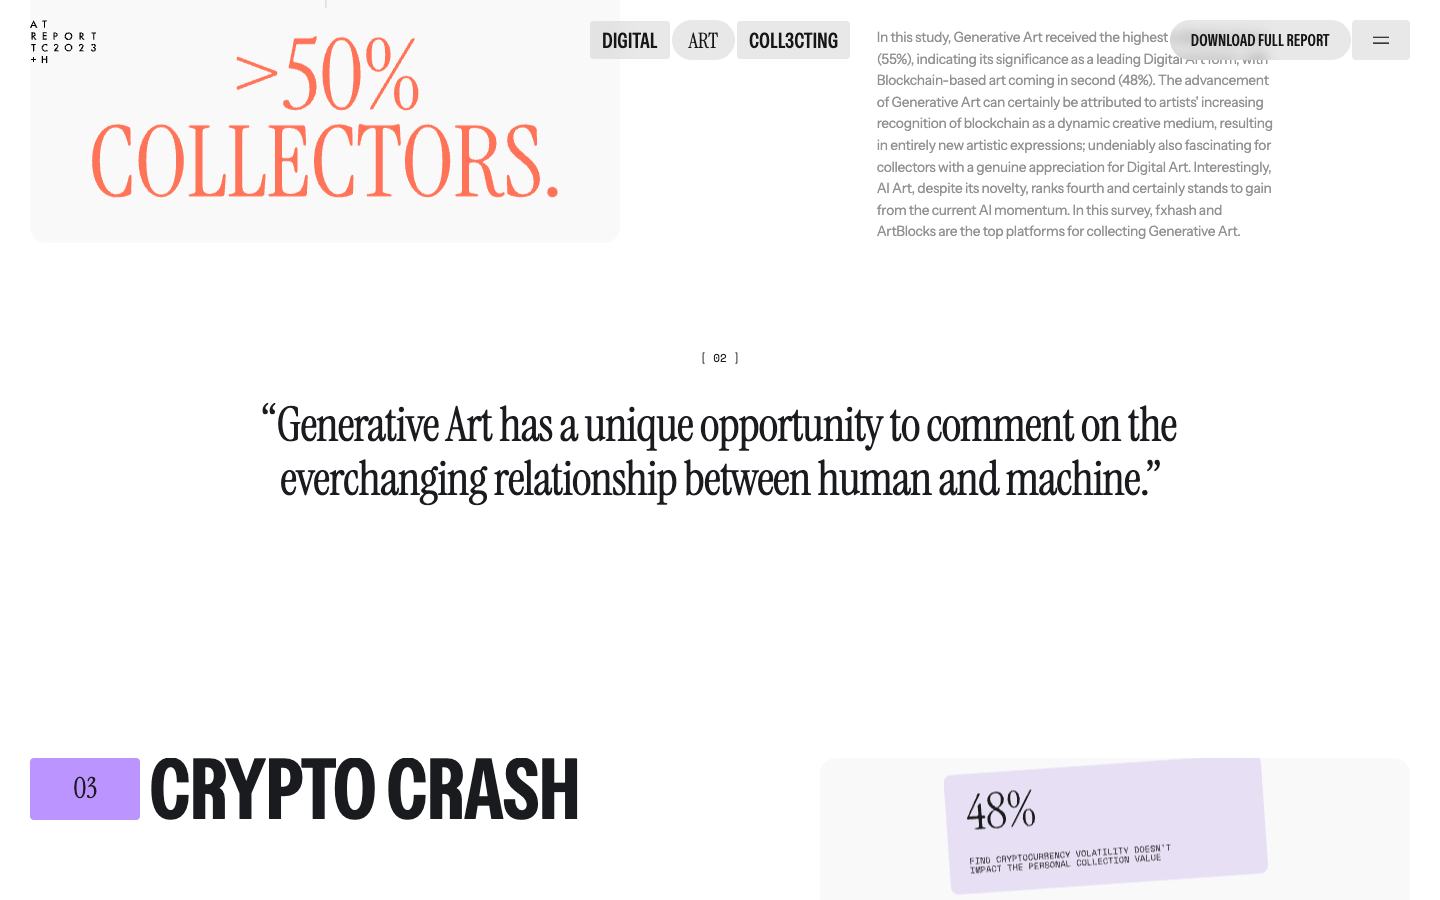 AT
REPORT
TC2023
+H
DIGITAL ART COLL3CTING
DOWNLOAD FULL REPORT
>50%
COLLECTORS.
In this study, Generative Art received the highest
(55%), indicating its significance as a leading Digital Art form, with
Blockchain-based art coming in second (48%). The advancement
of Generative Art can certainly be attributed to artists' increasing
recognition of blockchain as a dynamic creative medium, resulting
in entirely new artistic expressions; undeniably also fascinating for
collectors with a genuine appreciation for Digital Art. Interestingly,
AI Art, despite its novelty, ranks fourth and certainly stands to gain
from the current AI momentum. In this survey, fxhash and
ArtBlocks are the top platforms for collecting Generative Art.
[ 02 ]
“Generative Art has a unique opportunity to comment on the
everchanging relationship between human and machine.”
03 CRYPTO CRASH
48%
FIND CRYPTOCURRENCY VOLATILITY DOESN'T
IMPACT THE PERSONAL COLLECTION VALUE